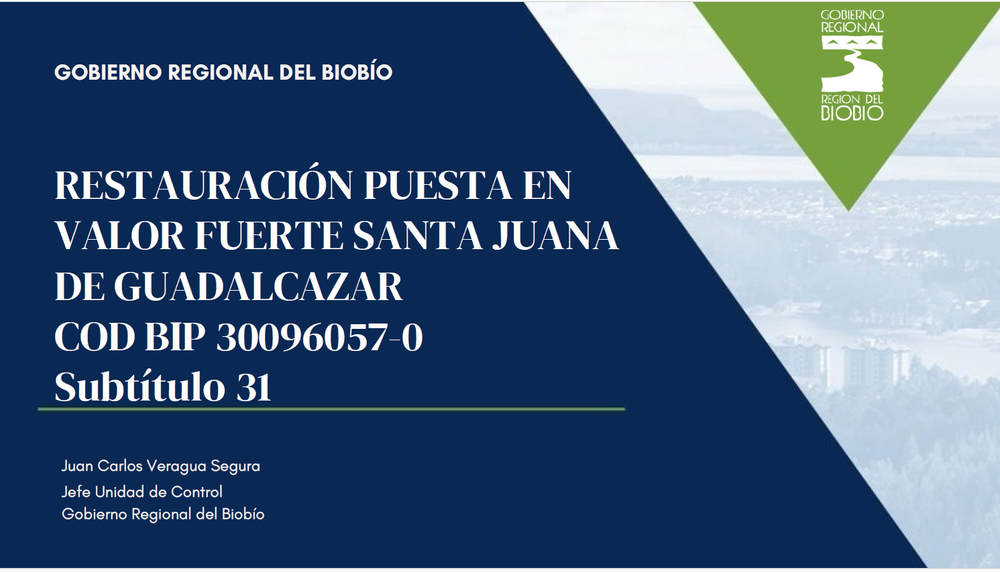 GOBIERNO REGIONAL DEL BIOBÍO
GOBIERNO
REGIONAL
REGION DEL
BIOBIO
RESTAURACIÓN PUESTA EN
VALOR FUERTE SANTA JUANA
DE GUADALCAZAR
COD BIP 30096057-0
Subtítulo 31
Juan Carlos Veragua Segura
Jefe Unidad de Control
Gobierno Regional del Biobío